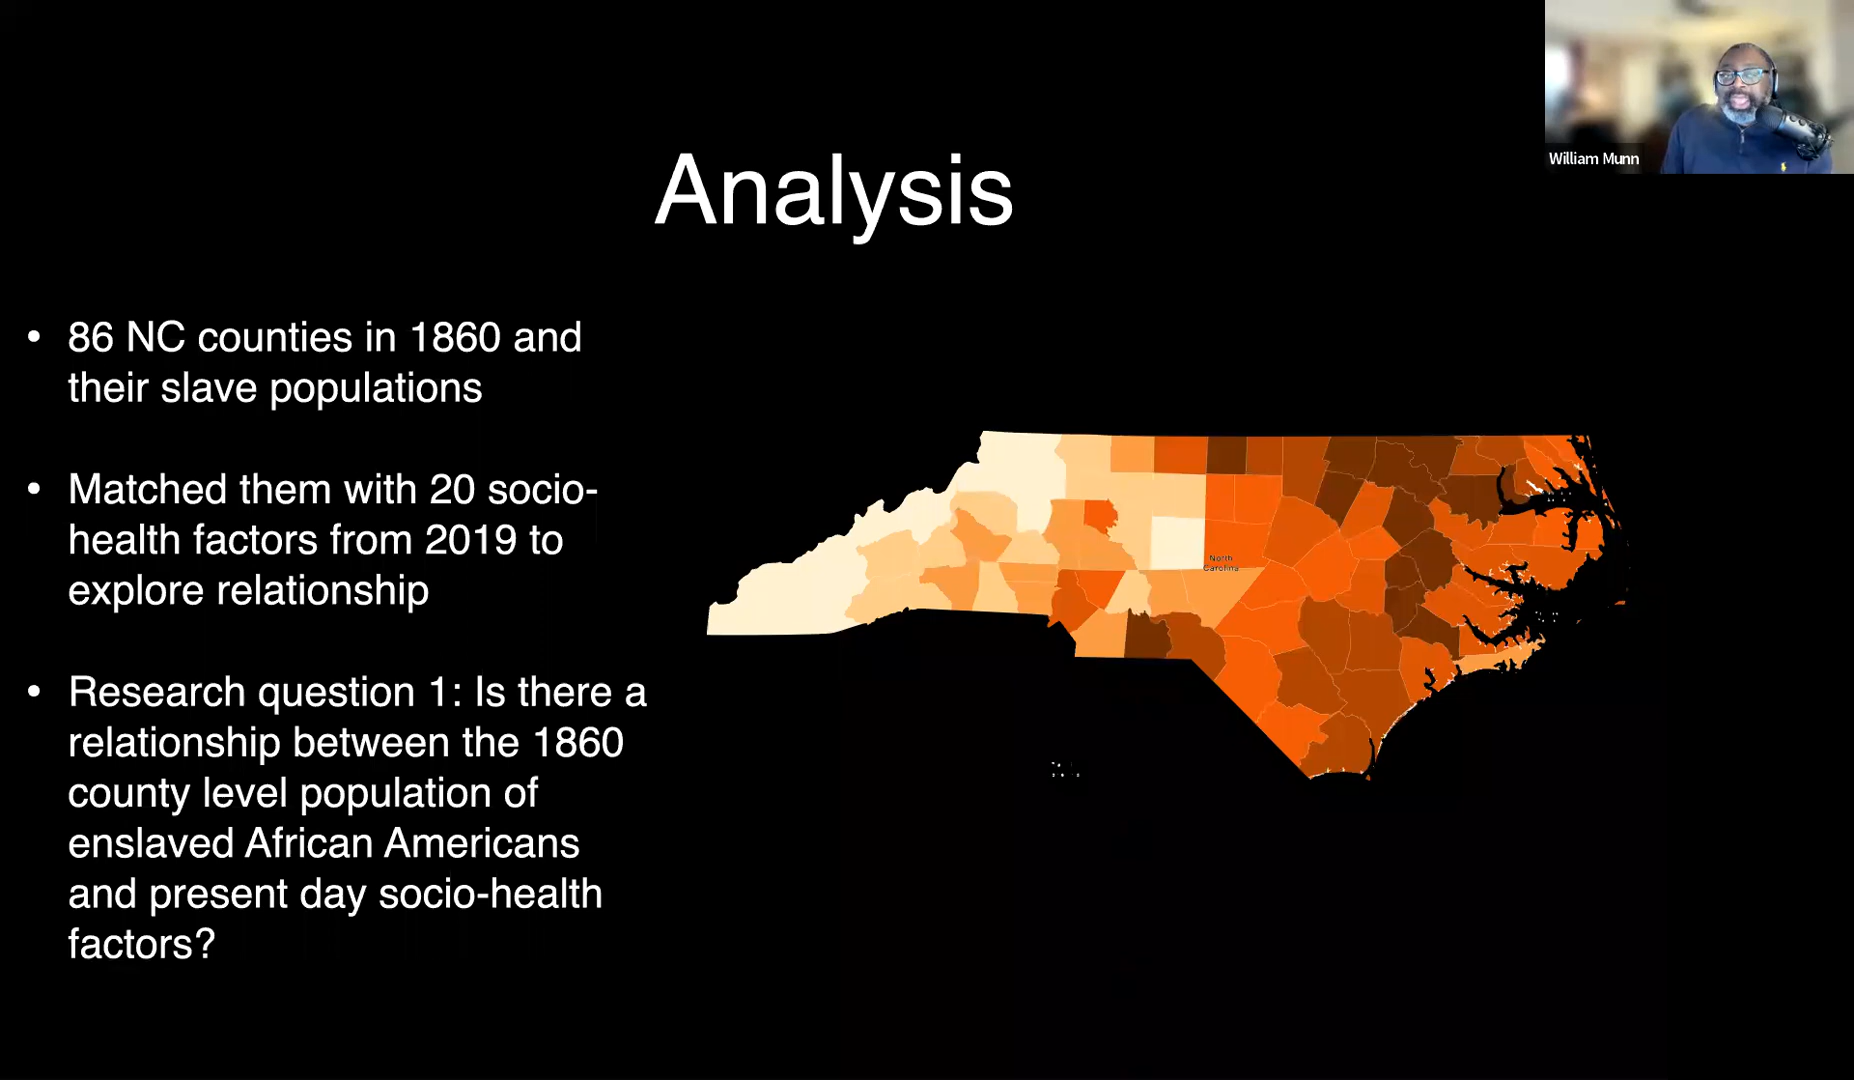 William Munn
Analysis
• 86 NC counties in 1860 and
their slave populations
• Matched them with 20 socio-
health factors from 2019 to
explore relationship
• Research question 1: Is there a
relationship between the 1860
county level population of
enslaved African Americans
and present day socio-health
factors?
North
Carolina